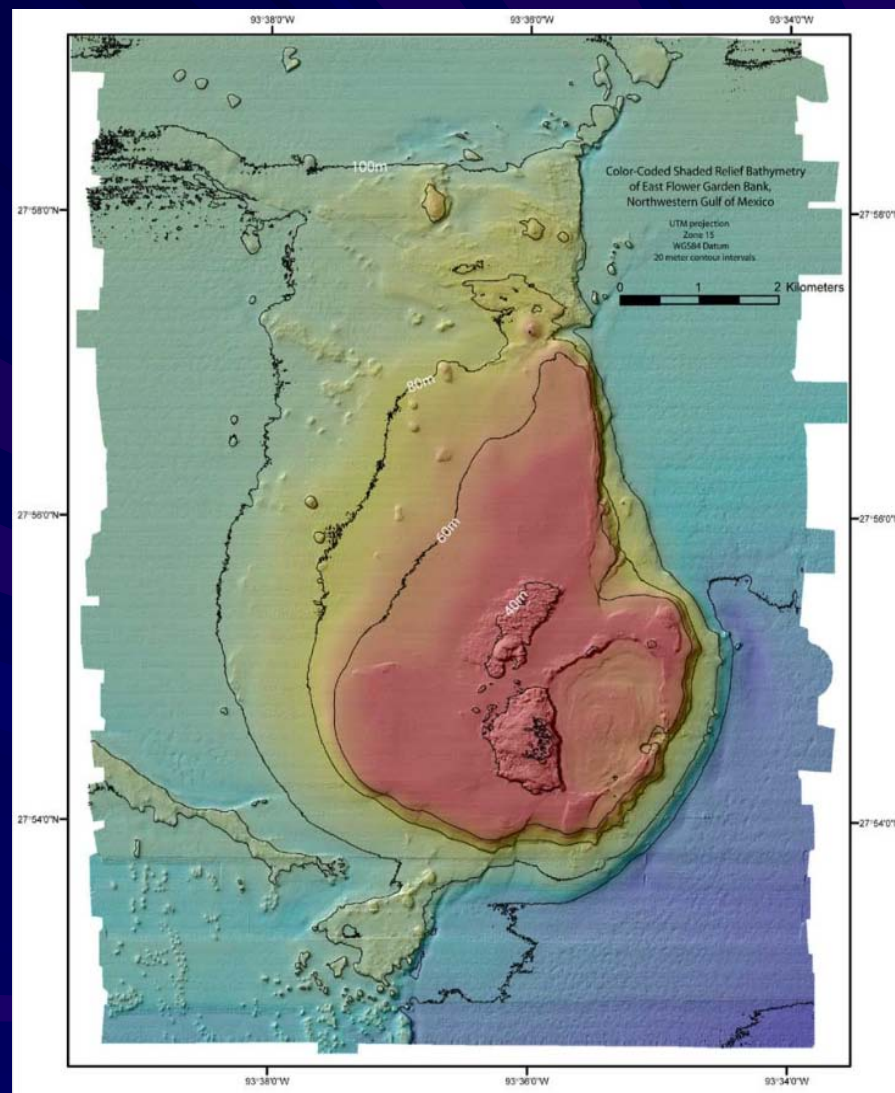 93°38'0"W
93°36'0"W
93°34'0"W
100m
Color-Coded Shaded Relief Bathymetry
of East Flower Garden Bank,
Northwestern Gulf of Mexico
27°58'0"N
27°58'0"N
UTM projection
Zone 15
WGS84 Datum
20 meter contour intervals
0 1 2 Kilometers
80m
27°56'0"N
27°56'0"N
60m
40m
27°54'0"N
27°54'0"N
93°38'0"W
93°36'0"W
93°34'0"W